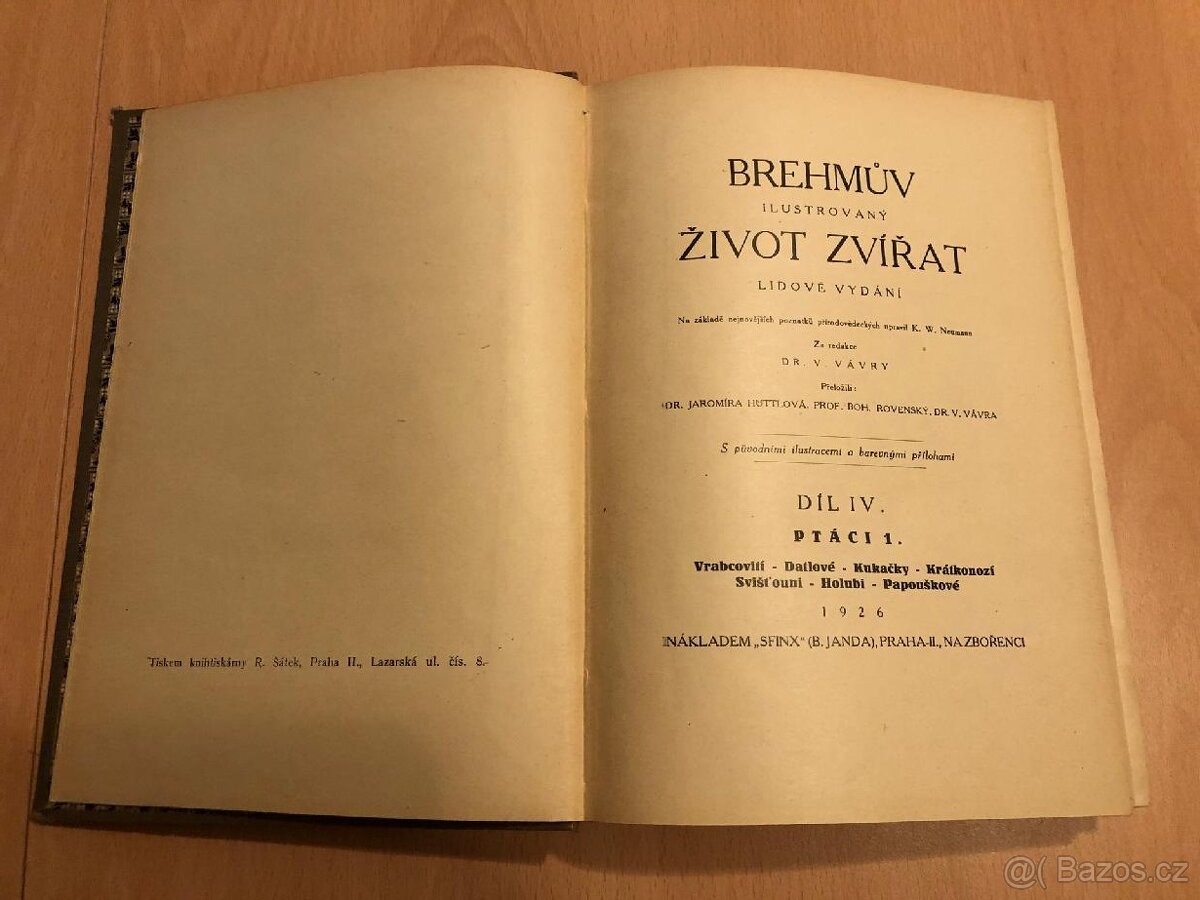 Tiskem knihtiskárny R. Šátek, Praha II., Lazarská ul. čís. 8.
BREHMŮV
ILUSTROVANÝ
ŽIVOT ZVÍŘAT
LIDOVÉ VYDÁNÍ
Na základě nejnovějších poznatků přírodovědeckých upravil K. W. Neumann
Za redakce
DR. V. VÁVRY
Přeložili:
DR. JAROMÍRA HÜTTLOVÁ, PROF. BOH. ROVENSKÝ, DR. V. VÁVRA
S původními ilustracemi a barevnými přílohami
DÍL IV.
PTÁCI 1.
Vrabcovití - Datlové - Kukačky - Krátkonozí
Svišťouni - Holubi - Papouškové
1926
NÁKLADEM „SFINX“ (B. JANDA), PRAHA-II., NA ZBOŘENCI
@( Bazos.cz